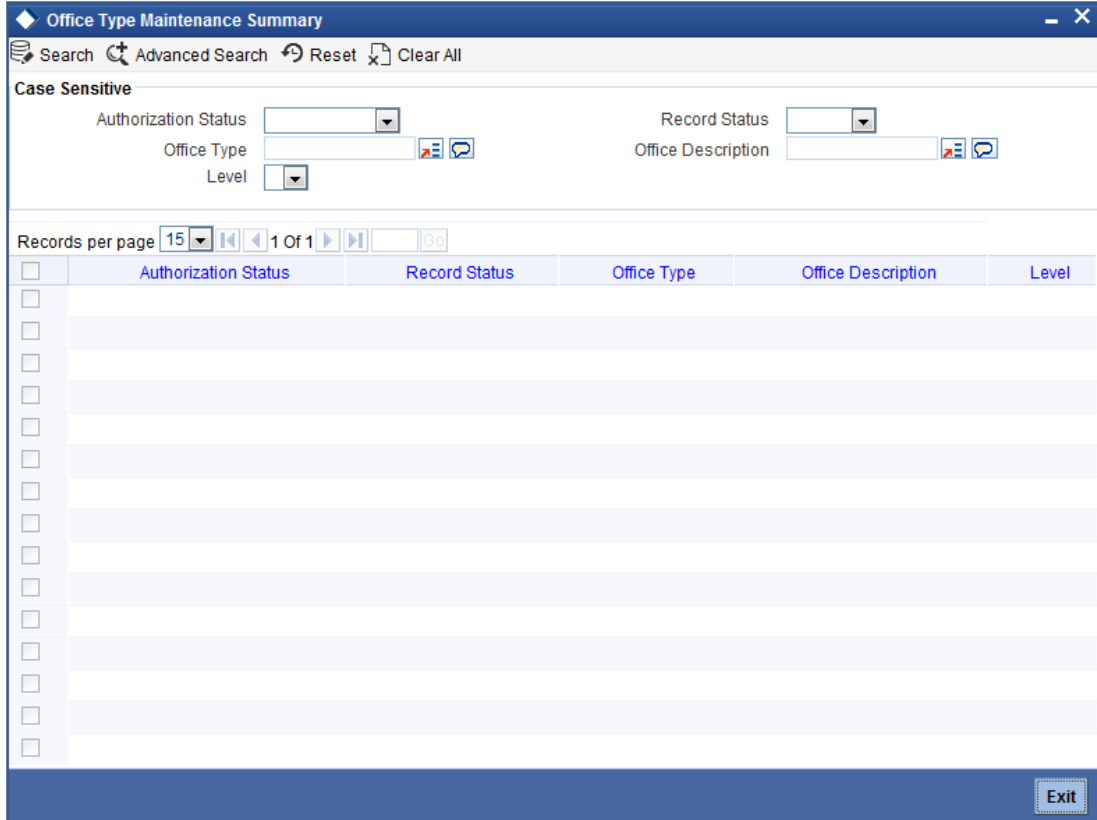 Office Type Maintenance Summary
Search Advanced Search Reset Clear All
Case Sensitive
Authorization Status Record Status
Office Type Office Description
Level
Records per page 15 1 Of 1 Go
Authorization Status Record Status Office Type Office Description Level
Exit